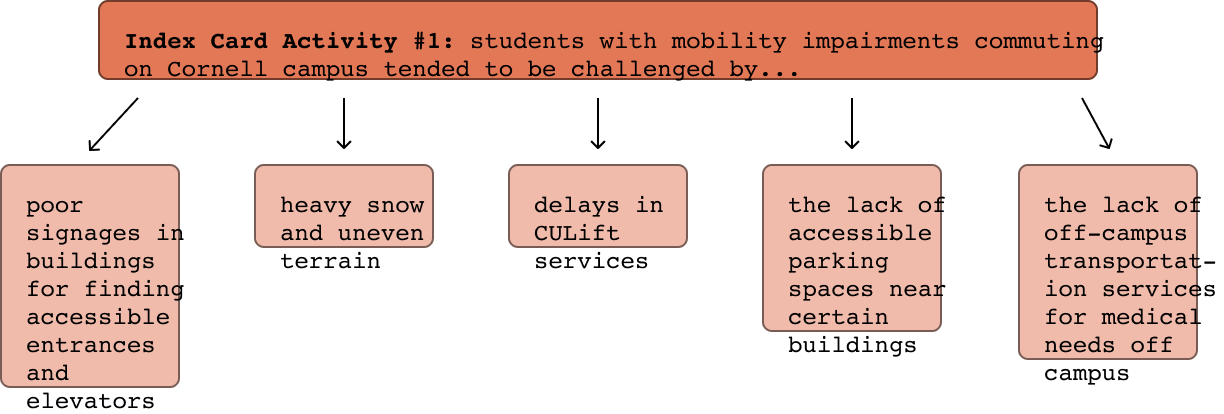 Index Card Activity #1: students with mobility impairments commuting
on Cornell campus tended to be challenged by...
poor
signages in
buildings
for finding
accessible
entrances
and
elevators
heavy snow
and uneven
terrain
delays in
CULift
services
the lack of
accessible
parking
spaces near
certain
buildings
the lack of
off-campus
transportat-
ion services
for medical
needs off
campus